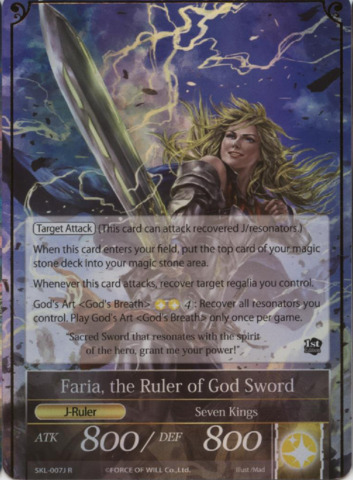 Target Attack (This card can attack recovered J/resonators.)
When this card enters your field, put the top card of your magic
stone deck into your magic stone area.
Whenever this card attacks, recover target regalia you control.
God's Art <God's Breath> 4 : Recover all resonators you
control. Play God's Art <God's Breath> only once per game.
"Sacred Sword that resonates with the spirit
of the hero, grant me your power!"
1st
Faria, the Ruler of God Sword
J-Ruler
Seven Kings
ATK 800 / DEF 800
SKL-007J R
©FORCE OF WILL Co.,Ltd.
Illust/Mad